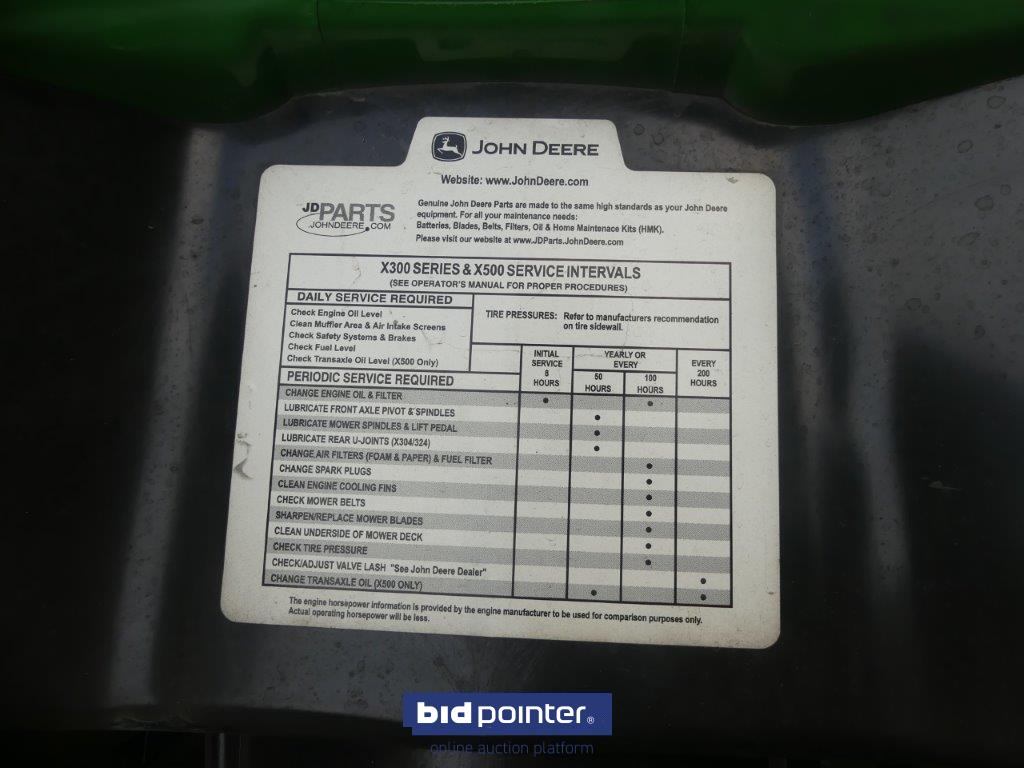 JOHN DEERE
Website: www.JohnDeere.com
JDPARTS
JOHNDEERE.COM
Genuine John Deere Parts are made to the same high standards as your John Deere
equipment. For all your maintenance needs:
Batteries, Blades, Belts, Filters, Oil & Home Maintenace Kits (HMK).
Please visit our website at www.JDParts.JohnDeere.com
X300 SERIES & X500 SERVICE INTERVALS
(SEE OPERATOR'S MANUAL FOR PROPER PROCEDURES)
DAILY SERVICE REQUIRED
Check Engine Oil Level
Clean Muffler Area & Air Intake Screens
Check Safety Systems & Brakes
Check Fuel Level
Check Transaxle Oil Level (X500 Only)
TIRE PRESSURES: Refer to manufacturers recommendation
on tire sidewall.
INITIAL
SERVICE
8
HOURS
YEARLY OR
EVERY
50
HOURS
100
HOURS
EVERY
200
HOURS
PERIODIC SERVICE REQUIRED
CHANGE ENGINE OIL & FILTER
LUBRICATE FRONT AXLE PIVOT & SPINDLES
LUBRICATE MOWER SPINDLES & LIFT PEDAL
LUBRICATE REAR U-JOINTS (X304/324)
CHANGE AIR FILTERS (FOAM & PAPER) & FUEL FILTER
CHANGE SPARK PLUGS
CLEAN ENGINE COOLING FINS
CHECK MOWER BELTS
SHARPEN/REPLACE MOWER BLADES
CLEAN UNDERSIDE OF MOWER DECK
CHECK TIRE PRESSURE
CHECK/ADJUST VALVE LASH "See John Deere Dealer"
CHANGE TRANSAXLE OIL (X500 ONLY)
The engine horsepower information is provided by the engine manufacturer to be used for comparison purposes only.
Actual operating horsepower will be less.
bidpointer®
online auction platform